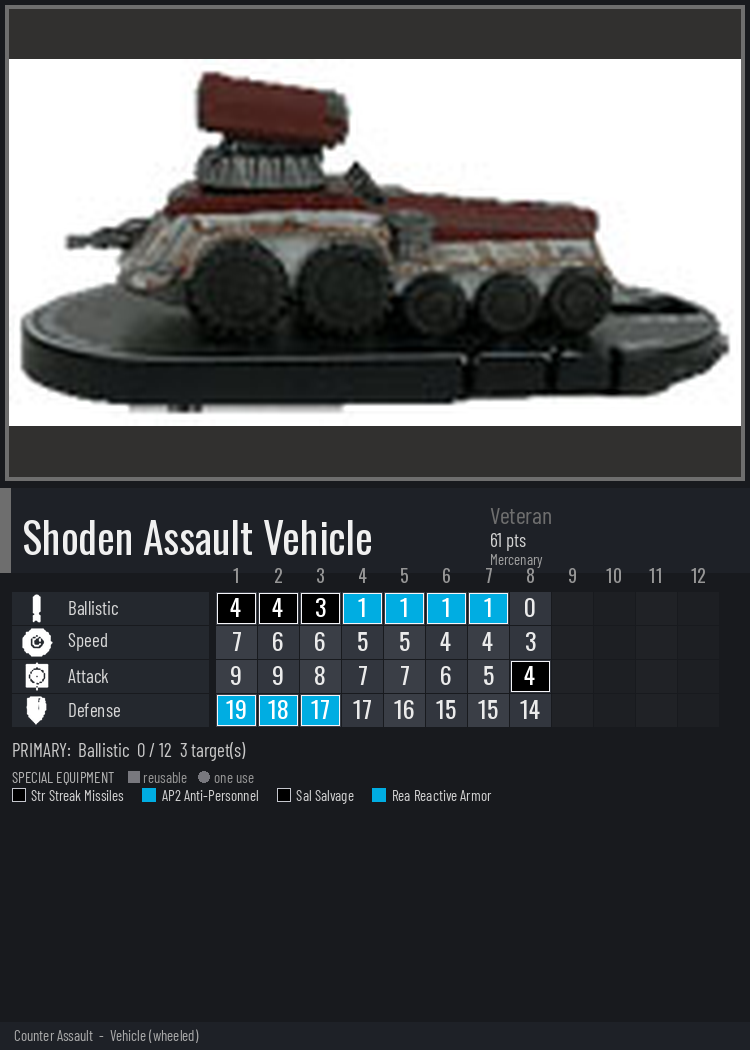 Shoden Assault Vehicle
Veteran
61 pts
Mercenary
1 2 3 4 5 6 7 8 9 10 11 12
Ballistic 4 4 3 1 1 1 1 0
Speed 7 6 6 5 5 4 4 3
Attack 9 9 8 7 7 6 5 4
Defense 19 18 17 17 16 15 15 14
PRIMARY: Ballistic 0 / 12 3 target(s)
SPECIAL EQUIPMENT reusable one use
Str Streak Missiles AP2 Anti-Personnel Sal Salvage Rea Reactive Armor
Counter Assault - Vehicle (wheeled)